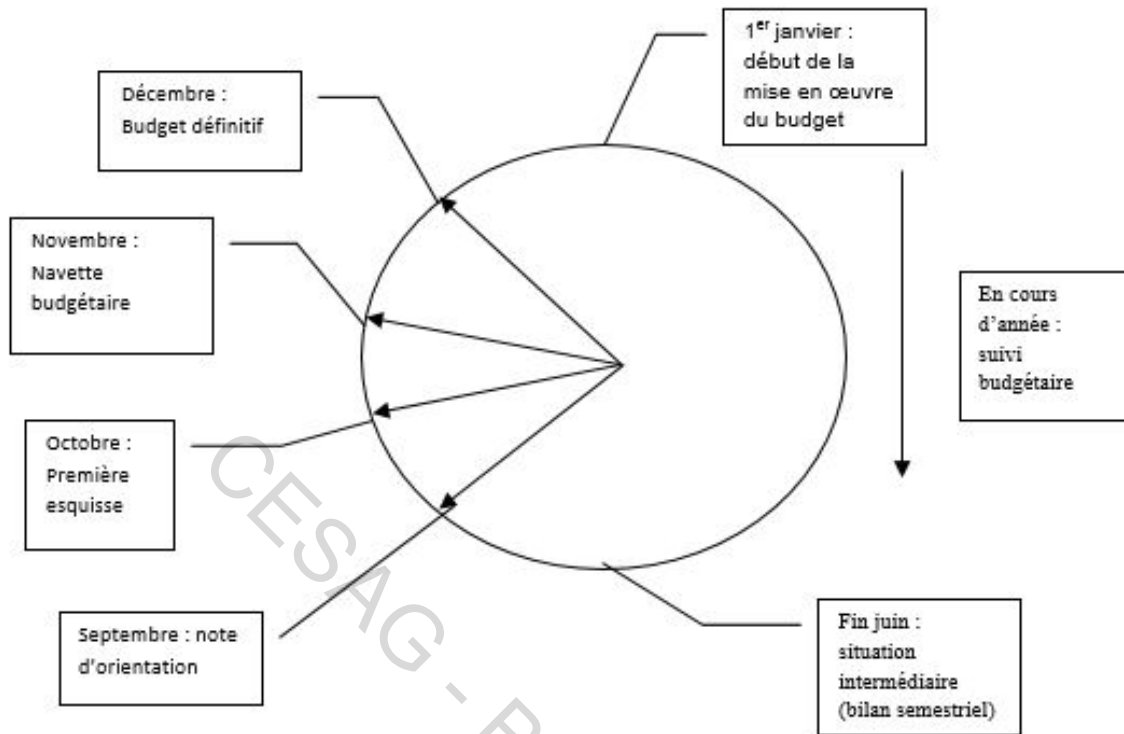 1er janvier :
début de la
mise en œuvre
du budget
Décembre :
Budget définitif
Novembre :
Navette
budgétaire
En cours
d'année :
suivi
budgétaire
Octobre :
Première
esquisse
Septembre : note
d'orientation
Fin juin :
situation
intermédiaire
(bilan semestriel)
CESAG -